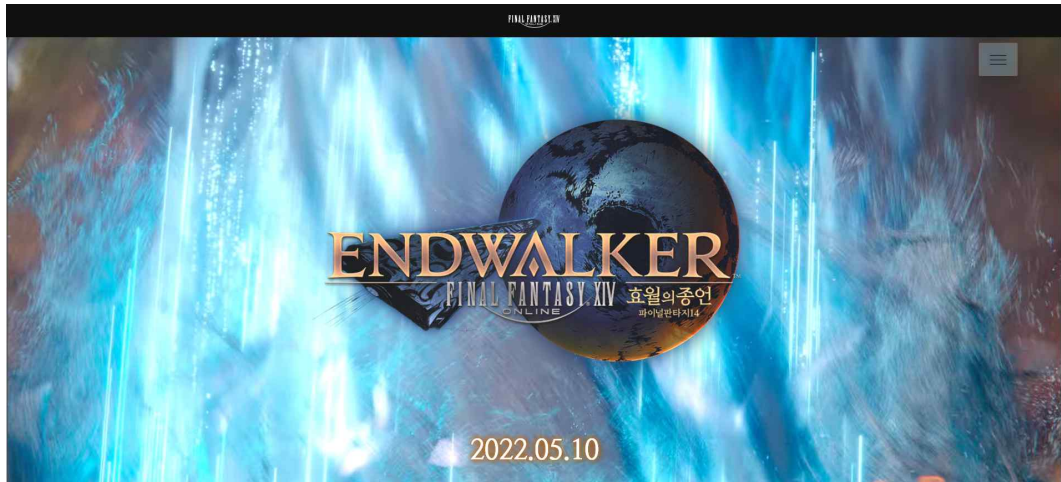 FINAL FANTASY XIV
ENDWALKER
FINAL FANTASY XIV 효월의종언
ONLINE 파이널판타지14
2022.05.10